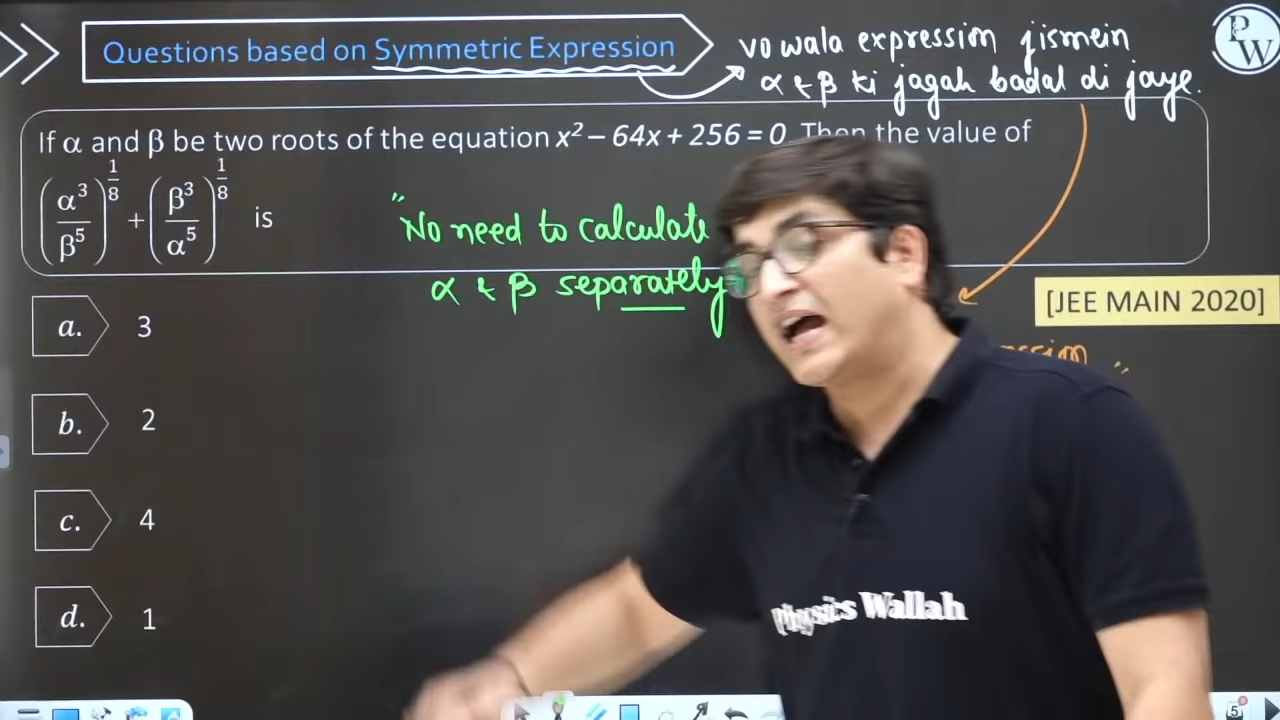 Questions based on Symmetric Expression
vo wala expression jismein
α & β ki jagah badal di jaye.
PW
If α and β be two roots of the equation x² – 64x + 256 = 0. Then the value of
(α³/β⁵)^(1/8) + (β³/α⁵)^(1/8) is
"No need to calculate
α & β separately
[JEE MAIN 2020]
a. 3
b. 2
c. 4
d. 1
Physics Wallah